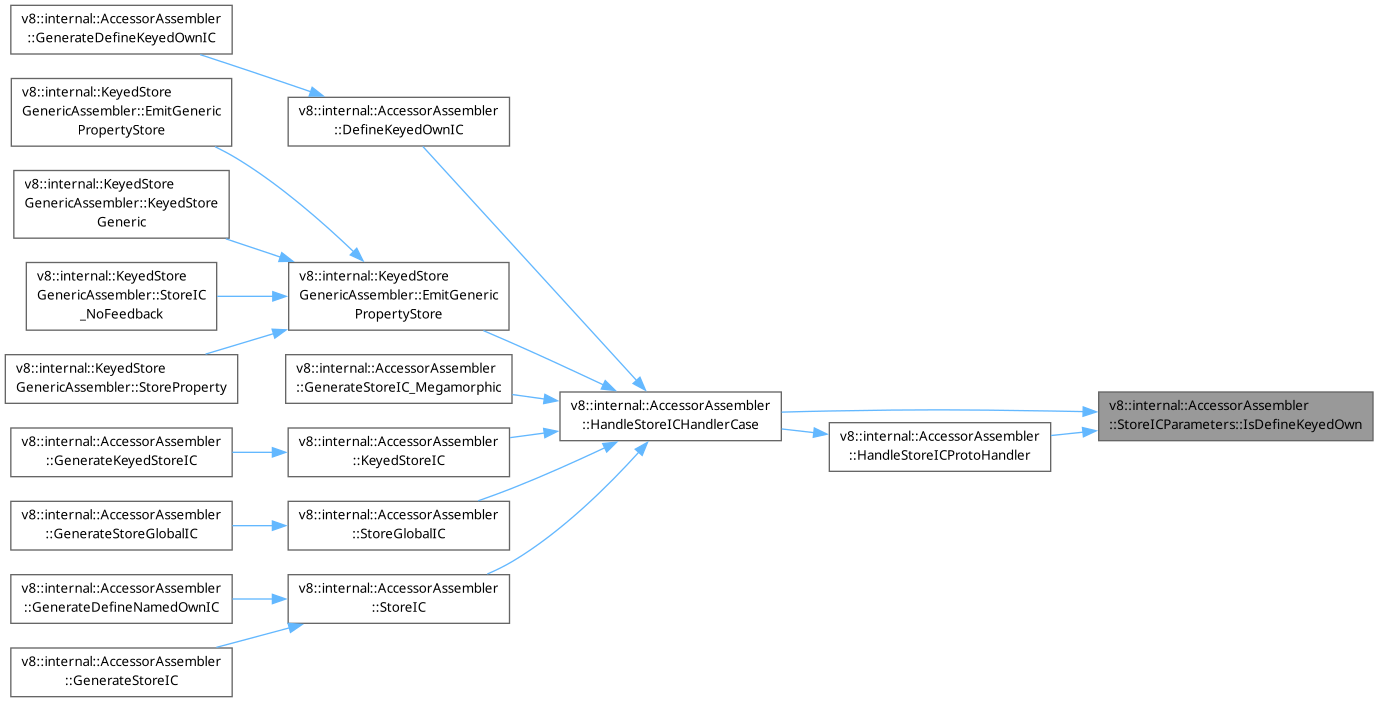 v8::internal::AccessorAssembler
::GenerateDefineKeyedOwnIC
v8::internal::KeyedStore
GenericAssembler::EmitGeneric
PropertyStore
v8::internal::KeyedStore
GenericAssembler::KeyedStore
Generic
v8::internal::KeyedStore
GenericAssembler::StoreIC
_NoFeedback
v8::internal::KeyedStore
GenericAssembler::StoreProperty
v8::internal::AccessorAssembler
::GenerateKeyedStoreIC
v8::internal::AccessorAssembler
::GenerateStoreGlobalIC
v8::internal::AccessorAssembler
::GenerateDefineNamedOwnIC
v8::internal::AccessorAssembler
::GenerateStoreIC
v8::internal::AccessorAssembler
::DefineKeyedOwnIC
v8::internal::KeyedStore
GenericAssembler::EmitGeneric
PropertyStore
v8::internal::AccessorAssembler
::GenerateStoreIC_Megamorphic
v8::internal::AccessorAssembler
::KeyedStoreIC
v8::internal::AccessorAssembler
::StoreGlobalIC
v8::internal::AccessorAssembler
::StoreIC
v8::internal::AccessorAssembler
::HandleStoreICHandlerCase
v8::internal::AccessorAssembler
::HandleStoreICProtoHandler
v8::internal::AccessorAssembler
::StoreICParameters::IsDefineKeyedOwn